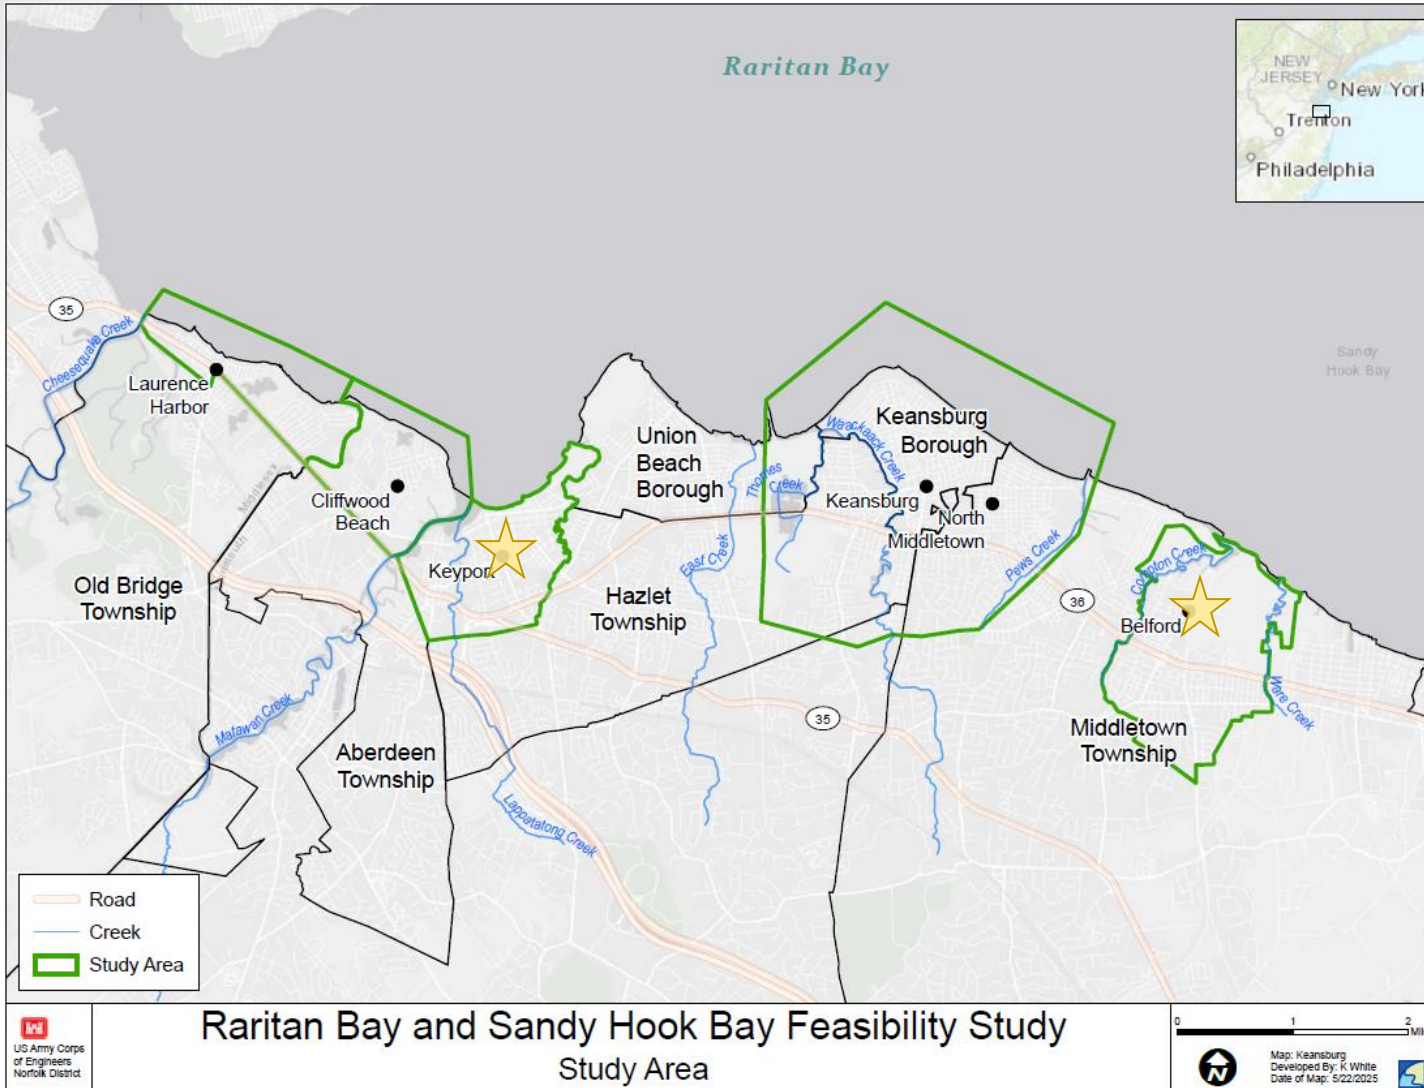 Raritan Bay
NEW
JERSEY
New York
Trenton
Philadelphia
35
Cheesequake Creek
Laurence
Harbor
Sandy
Hook Bay
Keansburg
Borough
Waackaack Creek
Union
Beach
Borough
Thornes
Creek
Cliffwood
Beach
Keansburg
North
Middletown
Middlesex
Monmouth
East Creek
Pews Creek
Compton Creek
Keyport
Old Bridge
Township
Hazlet
Township
36
Belford
Ware Creek
Matawan Creek
35
Middletown
Township
Aberdeen
Township
Lappatatong Creek
Road
Creek
Study Area
US Army Corps
of Engineers
Norfolk District
Raritan Bay and Sandy Hook Bay Feasibility Study
Study Area
0 1 2
N
Map: Keansburg
Developed By: K White
Date of Map: 5/22/2025